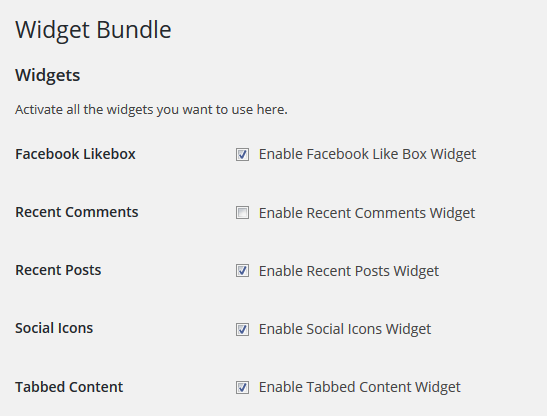 Widget Bundle
Widgets
Activate all the widgets you want to use here.
Facebook Likebox Enable Facebook Like Box Widget
Recent Comments Enable Recent Comments Widget
Recent Posts Enable Recent Posts Widget
Social Icons Enable Social Icons Widget
Tabbed Content Enable Tabbed Content Widget